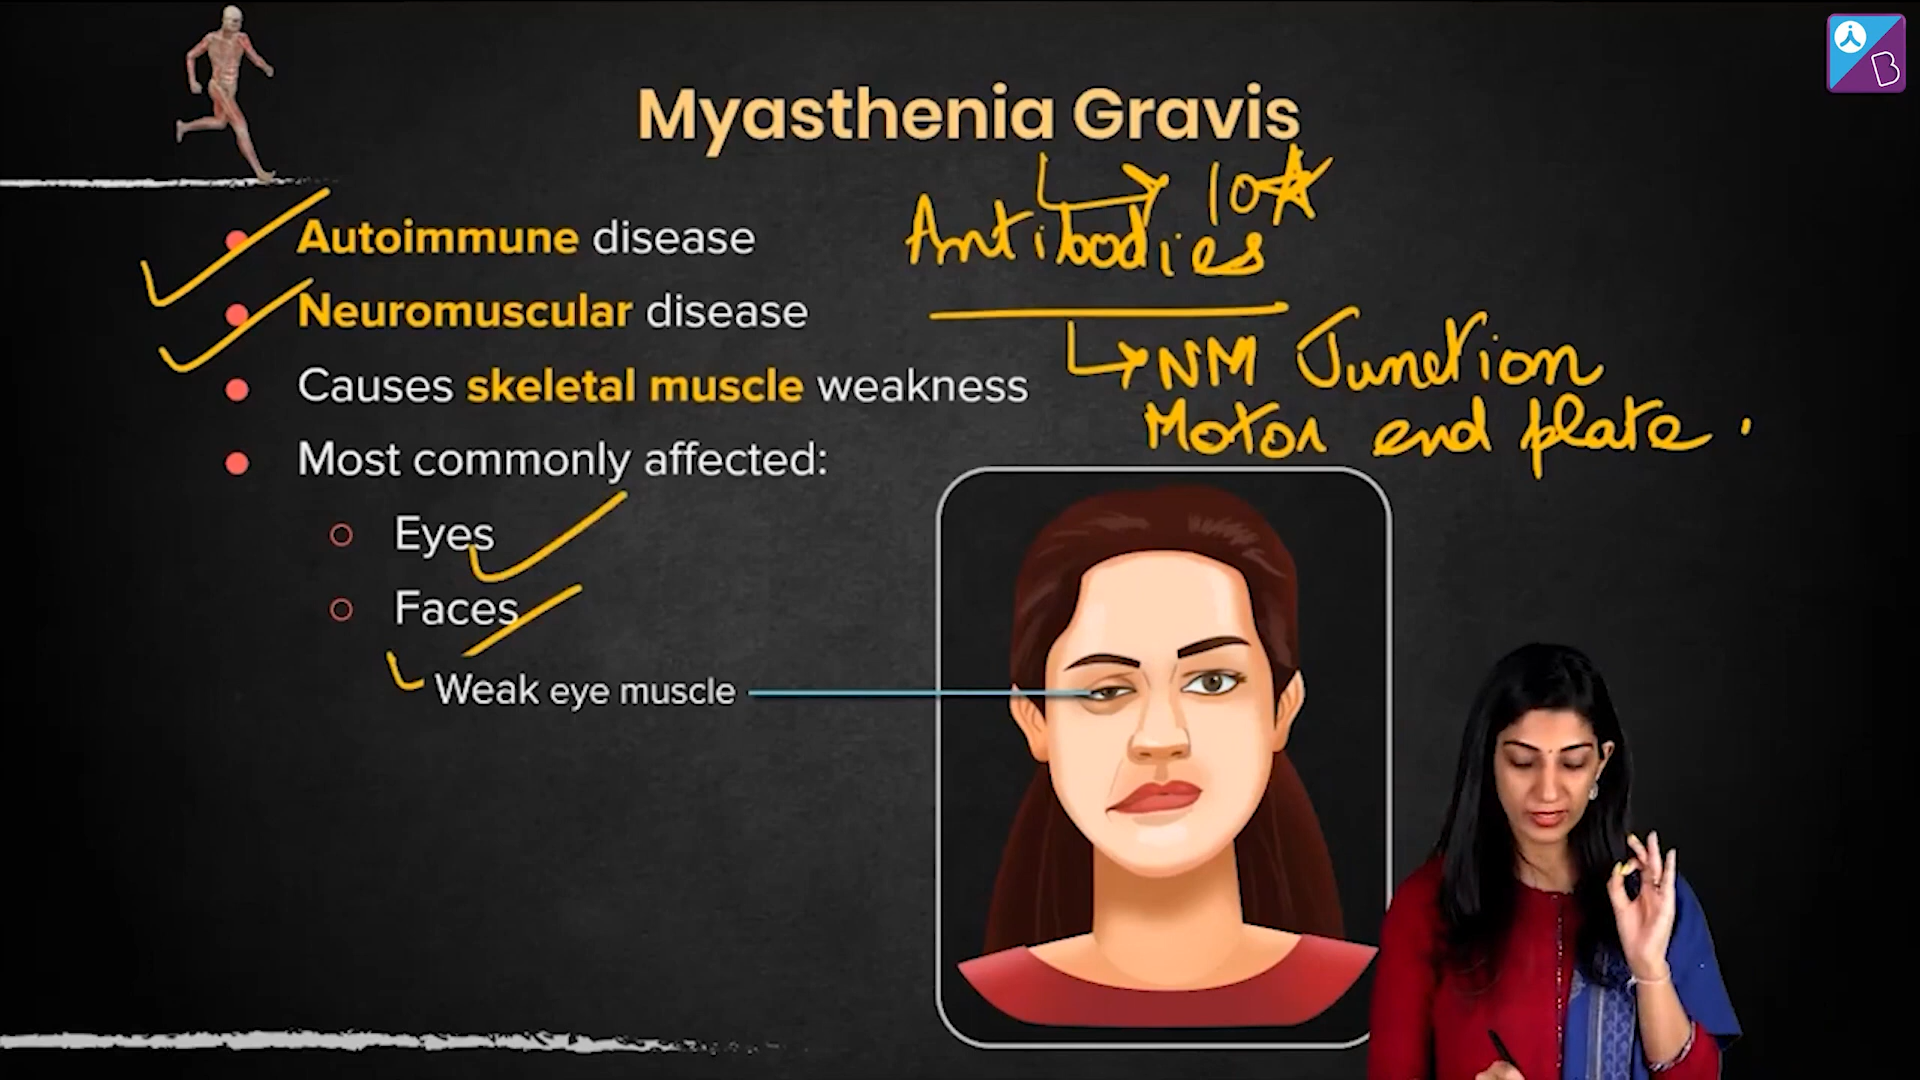 Myasthenia Gravis
10
Antibodies
Autoimmune disease
Neuromuscular disease
NM Junction
Motor end plate .
Causes skeletal muscle weakness
Most commonly affected:
Eyes
Faces
Weak eye muscle
B